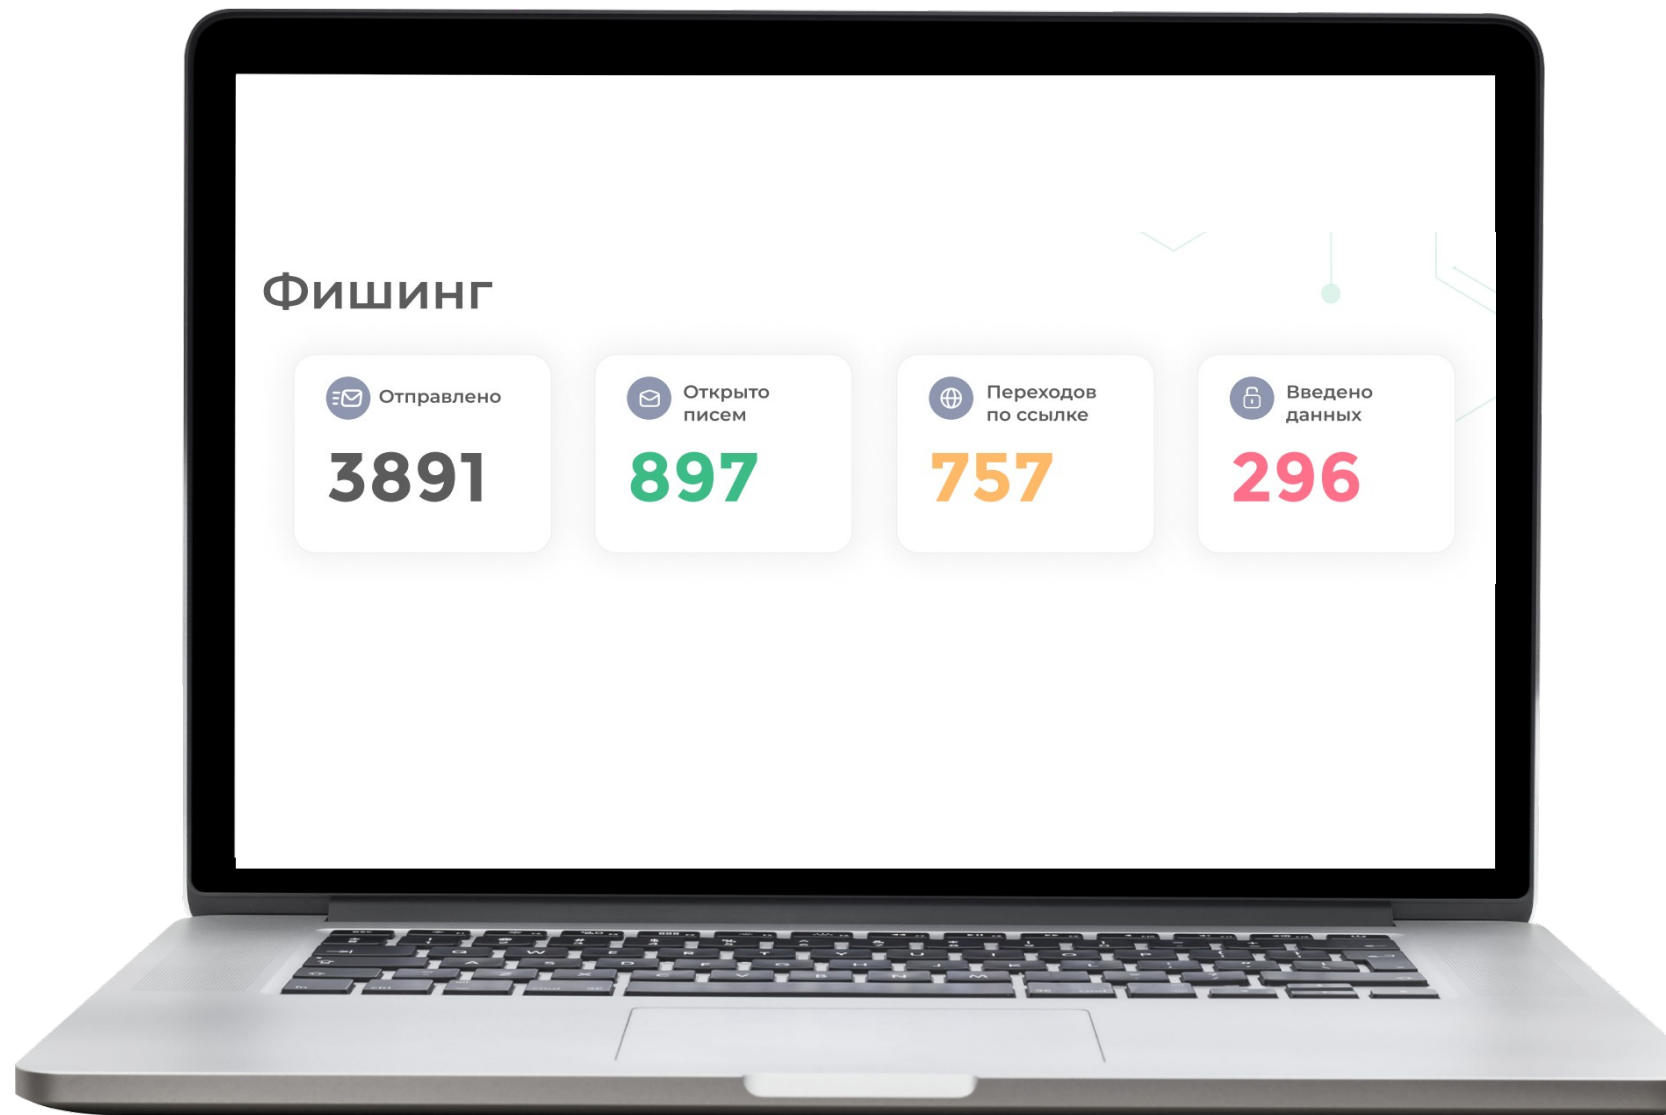 Фишинг
Отправлено
3891
Открыто
писем
897
Переходов
по ссылке
757
Введено
данных
296